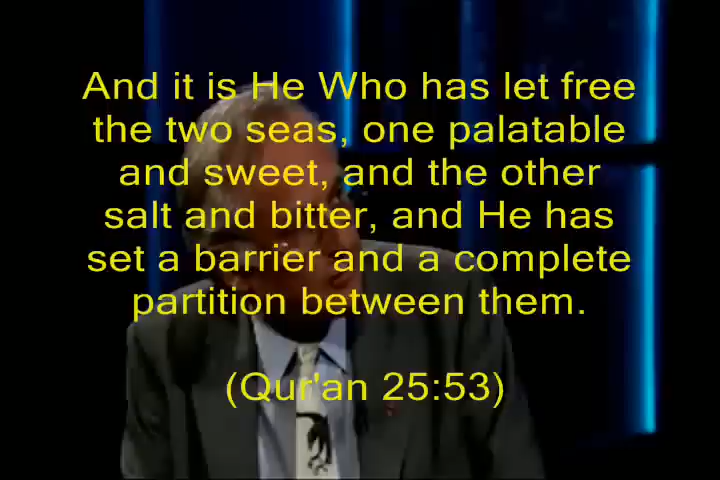 And it is He Who has let free
the two seas, one palatable
and sweet, and the other
salt and bitter, and He has
set a barrier and a complete
partition between them.
(Qur'an 25:53)